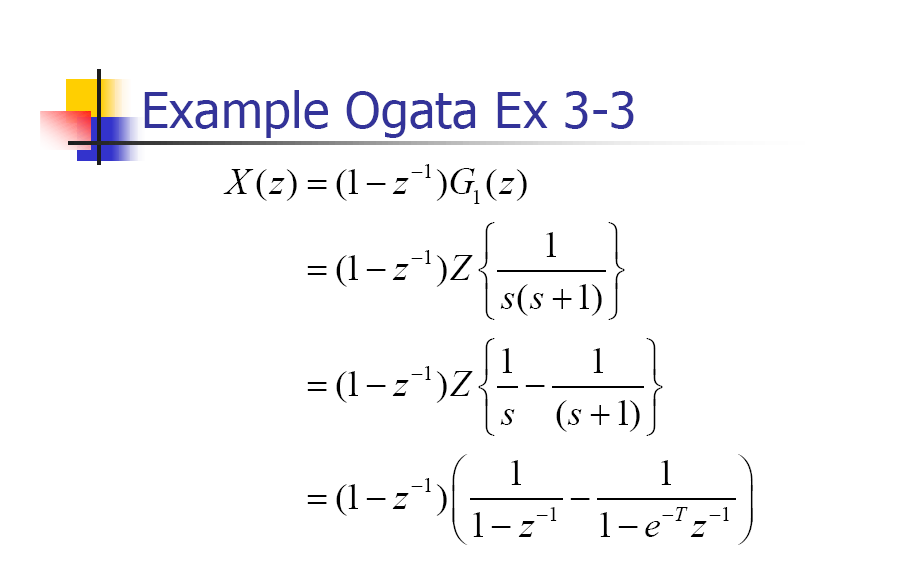 Example Ogata Ex 3-3
X(z) = (1 − z⁻¹)G₁(z)
= (1 − z⁻¹)Z{1/(s(s + 1))}
= (1 − z⁻¹)Z{1/s − 1/(s + 1)}
= (1 − z⁻¹)(1/(1 − z⁻¹) − 1/(1 − e⁻ᵀz⁻¹))